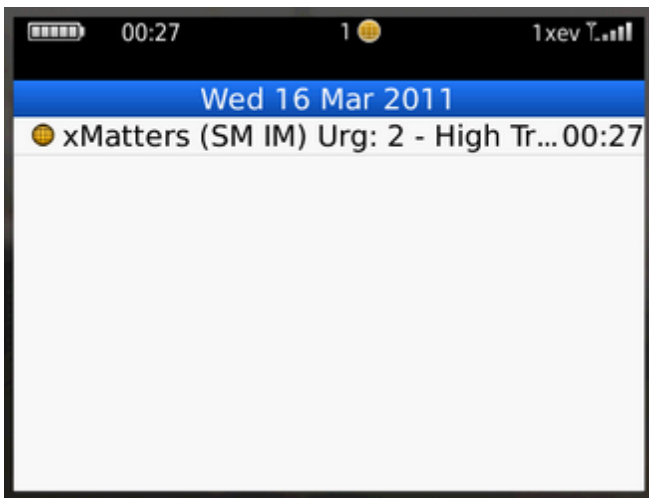 00:27 1 1xev
Wed 16 Mar 2011
xMatters (SM IM) Urg: 2 - High Tr... 00:27